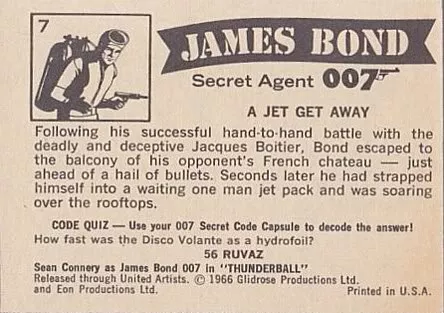 7
JAMES BOND
Secret Agent 007
A JET GET AWAY
Following his successful hand-to-hand battle with the
deadly and deceptive Jacques Boitier, Bond escaped to
the balcony of his opponent's French chateau — just
ahead of a hail of bullets. Seconds later he had strapped
himself into a waiting one man jet pack and was soaring
over the rooftops.
CODE QUIZ — Use your 007 Secret Code Capsule to decode the answer!
How fast was the Disco Volante as a hydrofoil?
56 RUVAZ
Sean Connery as James Bond 007 in "THUNDERBALL"
Released through United Artists. © 1966 Glidrose Productions Ltd.
and Eon Productions Ltd. Printed in U.S.A.